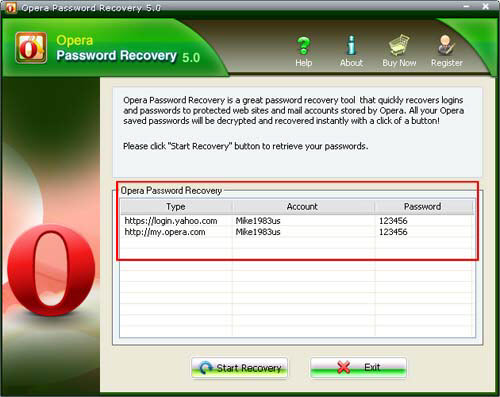 Opera Password Recovery 5.0
Opera
Password Recovery 5.0
Help About Buy Now Register
Opera Password Recovery is a great password recovery tool that quickly recovers logins
and passwords to protected web sites and mail accounts stored by Opera. All your Opera
saved passwords will be decrypted and recovered instantly with a click of a button!
Please click "Start Recovery" button to retrieve your passwords.
Opera Password Recovery
Type Account Password
https://login.yahoo.com Mike1983us 123456
http://my.opera.com Mike1983us 123456
Start Recovery Exit